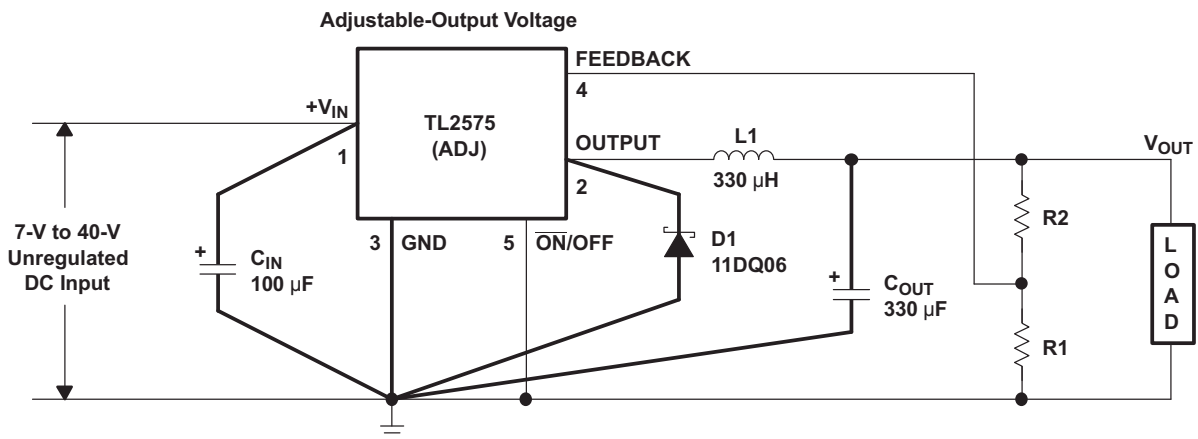 Adjustable-Output Voltage
FEEDBACK
4
+VIN
1
TL2575
(ADJ)
OUTPUT
2
L1
330 µH
VOUT
7-V to 40-V
Unregulated
DC Input
+
CIN
100 µF
3
GND
5
ON/OFF
D1
11DQ06
+
COUT
330 µF
R2
R1
LOAD